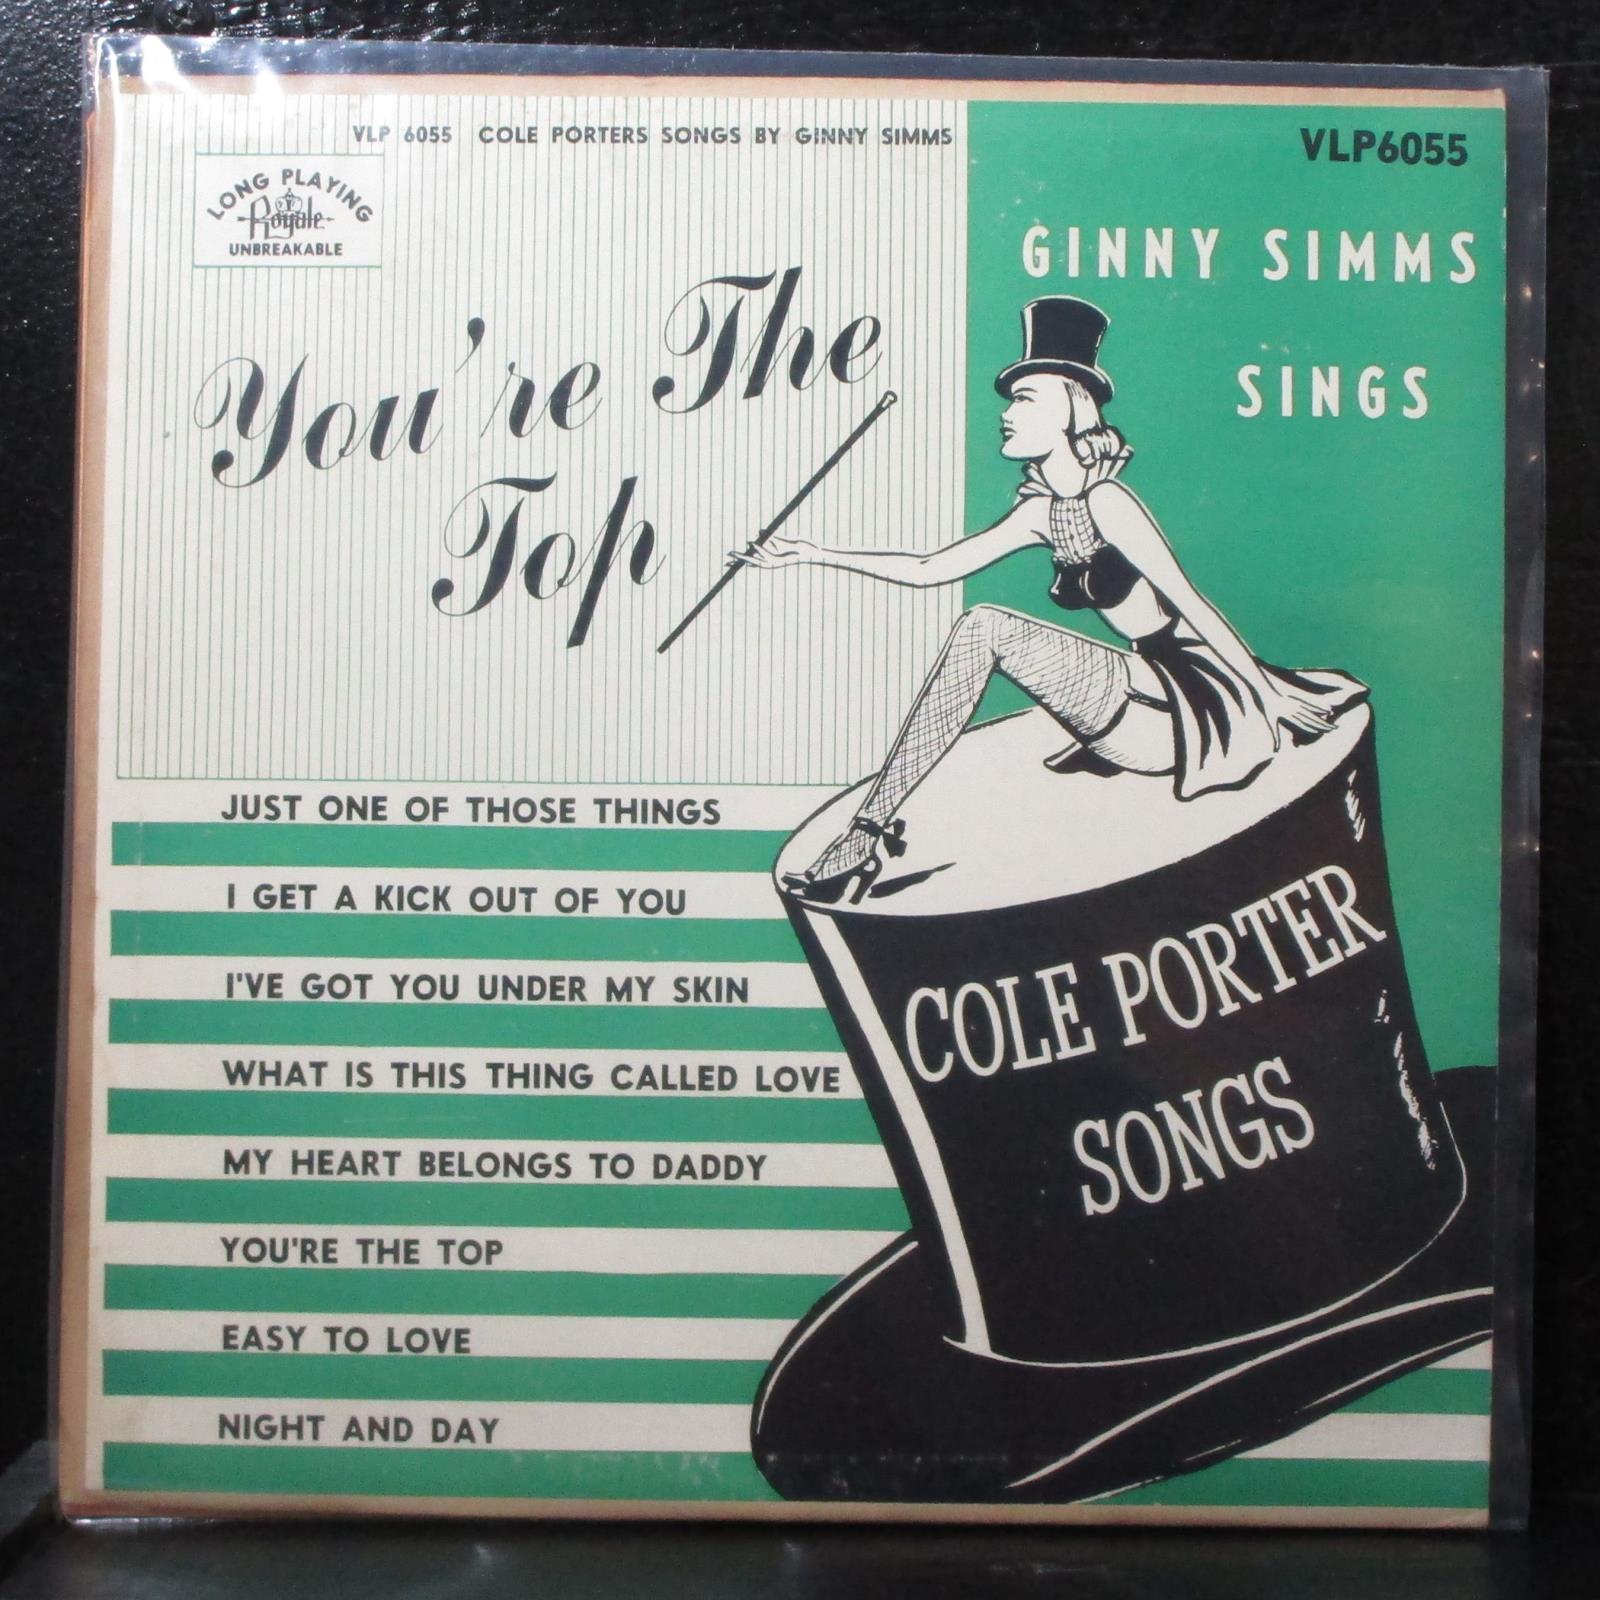 VLP 6055 COLE PORTERS SONGS BY GINNY SIMMS
VLP6055
LONG PLAYING
Royale
UNBREAKABLE
You're The
Top
GINNY SIMMS
SINGS
JUST ONE OF THOSE THINGS
I GET A KICK OUT OF YOU
I'VE GOT YOU UNDER MY SKIN
WHAT IS THIS THING CALLED LOVE
MY HEART BELONGS TO DADDY
YOU'RE THE TOP
EASY TO LOVE
NIGHT AND DAY
COLE PORTER
SONGS